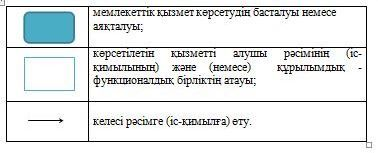 мемлекеттік қызмет көрсетудің басталуы немесе
аяқталуы;
көрсетілетін қызметті алушы рәсімінің (іс-
қимылының) және (немесе) құрылымдық -
функционалдық бірліктің атауы;
келесі рәсімге (іс-қимылға) өту.